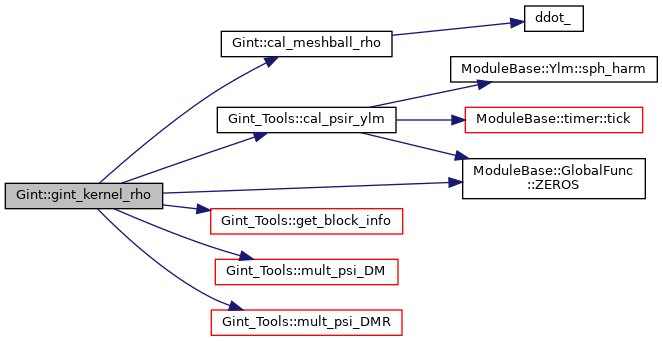 ddot_
Gint::cal_meshball_rho
ModuleBase::Ylm::sph_harm
Gint_Tools::cal_psir_ylm
ModuleBase::timer::tick
ModuleBase::GlobalFunc
::ZEROS
Gint::gint_kernel_rho
Gint_Tools::get_block_info
Gint_Tools::mult_psi_DM
Gint_Tools::mult_psi_DMR